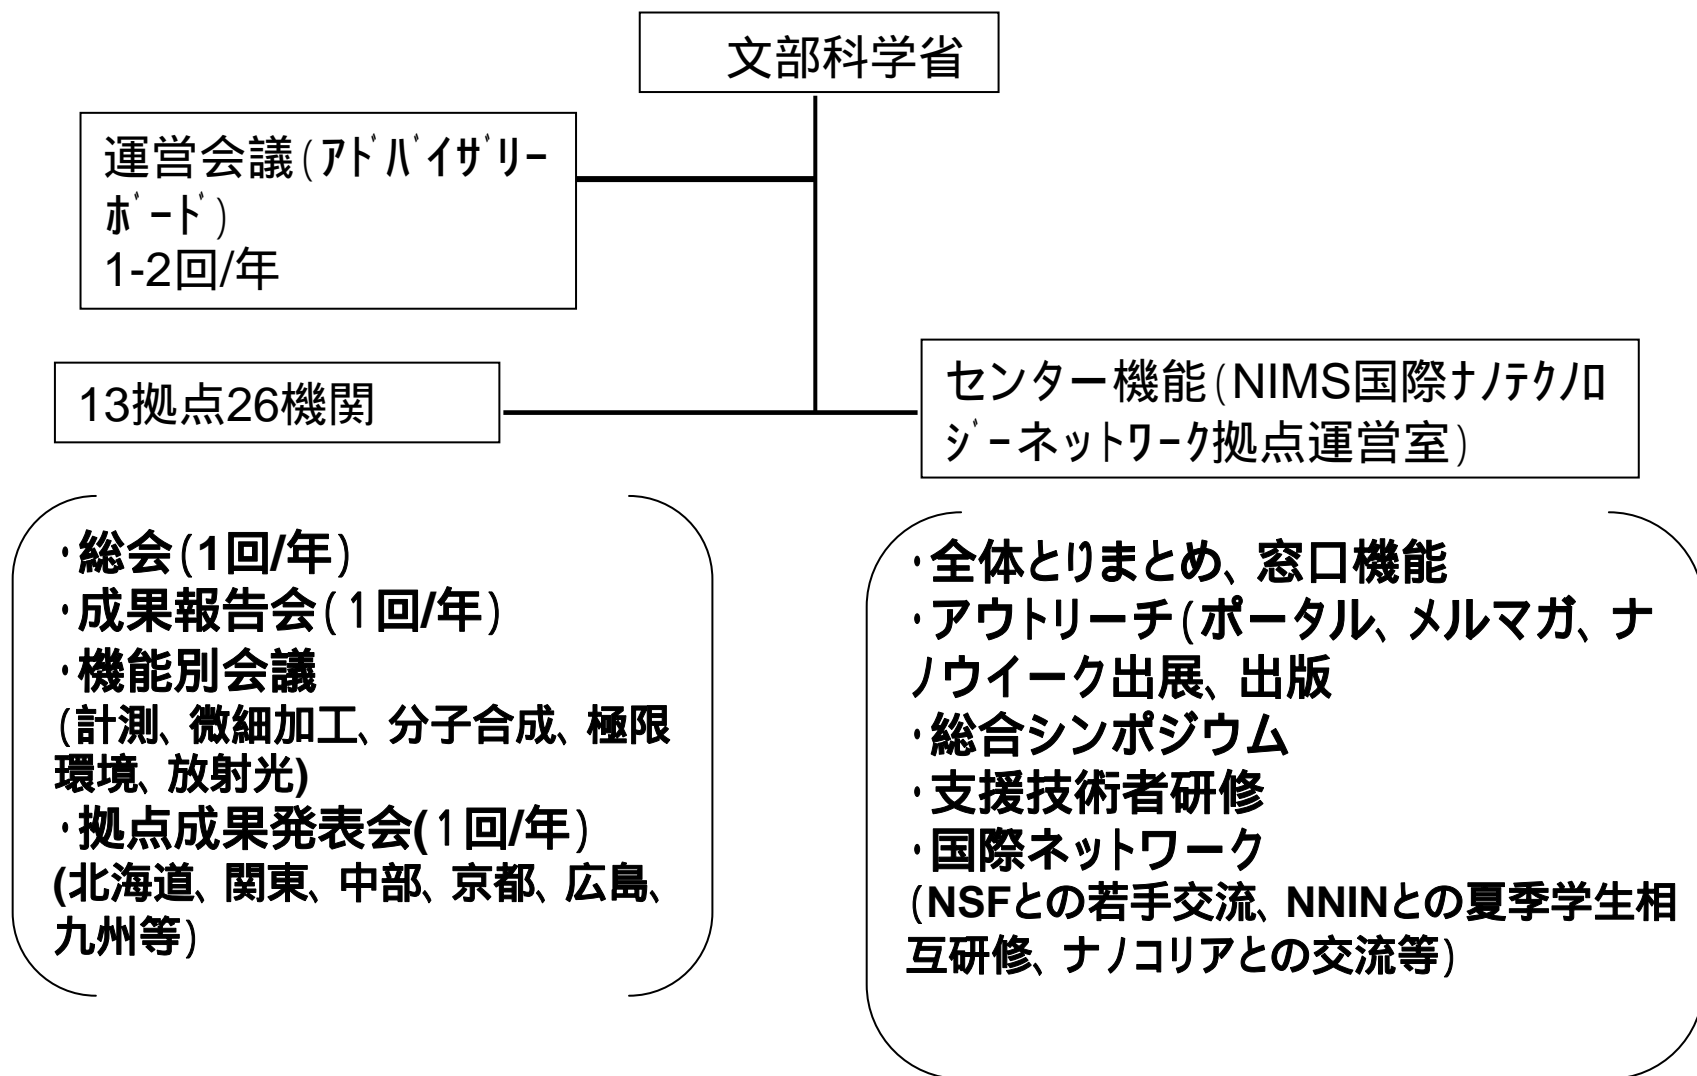 文部科学省
運営会議(ｱﾄﾞﾊﾞｲｻﾞﾘｰ
ﾎﾞｰﾄﾞ)
1-2回/年
13拠点26機関
センター機能(NIMS国際ﾅﾉﾃｸﾉﾛ
ｼﾞｰﾈｯﾄﾜｰｸ拠点運営室)
・総会(1回/年)
・成果報告会(１回/年)
・機能別会議
(計測、微細加工、分子合成、極限
環境、放射光)
・拠点成果発表会(１回/年)
(北海道、関東、中部、京都、広島、
九州等)
・全体とりまとめ、窓口機能
・アウトリーチ(ポータル、メルマガ、ナ
ノウイーク出展、出版
・総合シンポジウム
・支援技術者研修
・国際ネットワーク
(NSFとの若手交流、NNINとの夏季学生相
互研修、ナノコリアとの交流等)